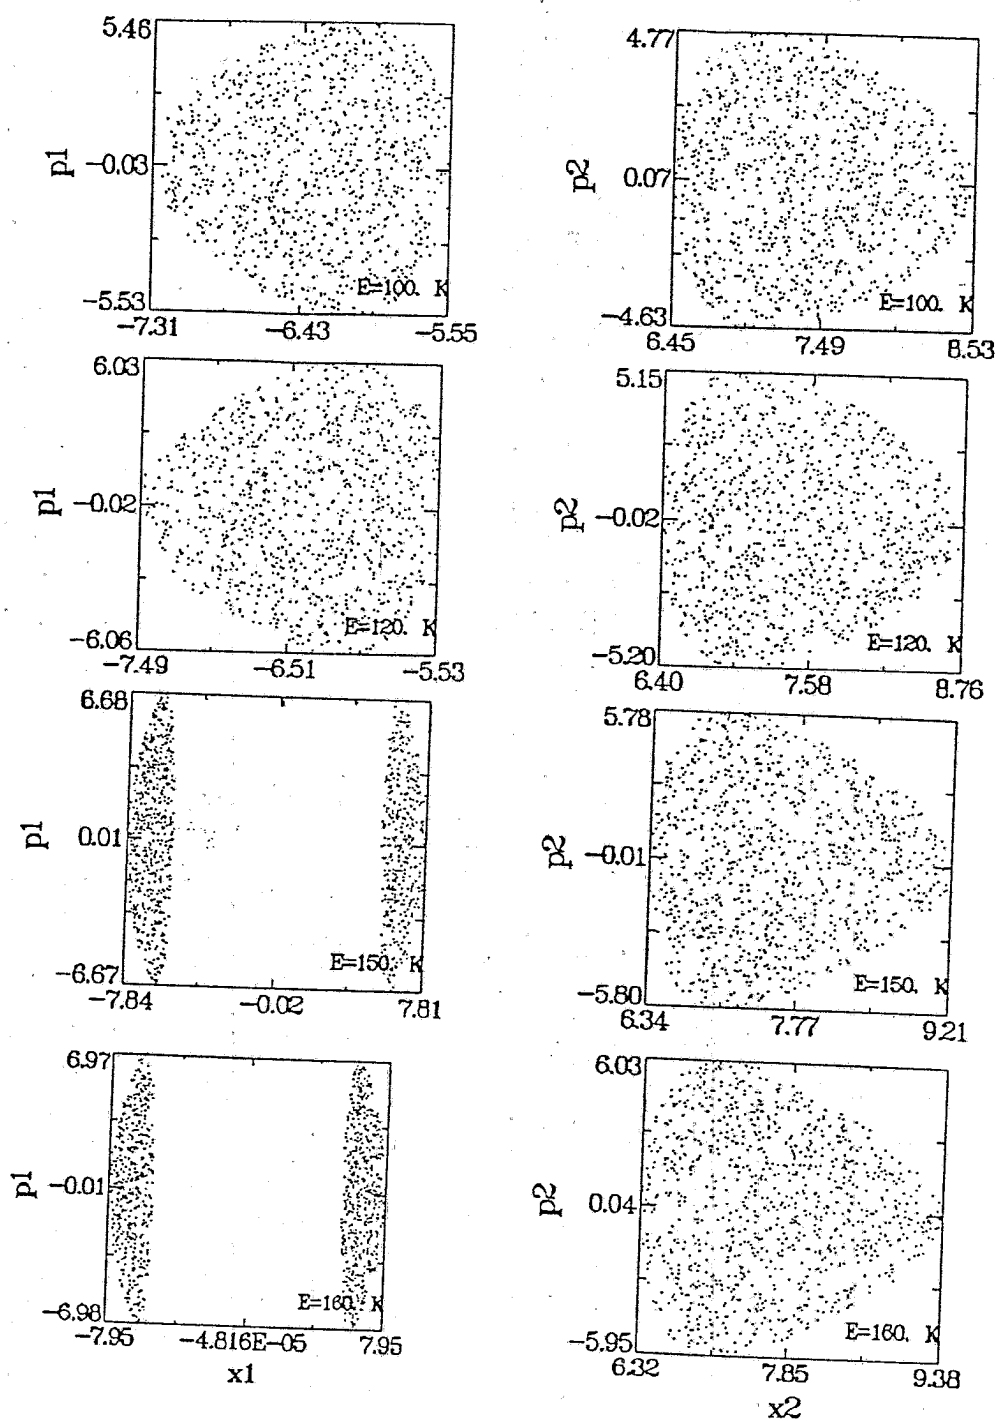 5.46
p1
−0.03
−5.53
−7.31 −6.43 −5.55
E=100. K
4.77
p2
0.07
−4.63
6.45 7.49 8.53
E=100. K
6.03
p1
−0.02
−6.06
−7.49 −6.51 −5.53
E=120. K
5.15
p2
−0.02
−5.20
6.40 7.58 8.76
E=120. K
6.68
p1
0.01
−6.67
−7.84 −0.02 7.81
E=150. K
5.78
p2
−0.01
−5.80
6.34 7.77 9.21
E=150. K
6.97
p1
−0.01
−6.98
−7.95 −4.816E−05 7.95
E=160. K
x1
6.03
p2
0.04
−5.95
6.32 7.85 9.38
E=160. K
x2